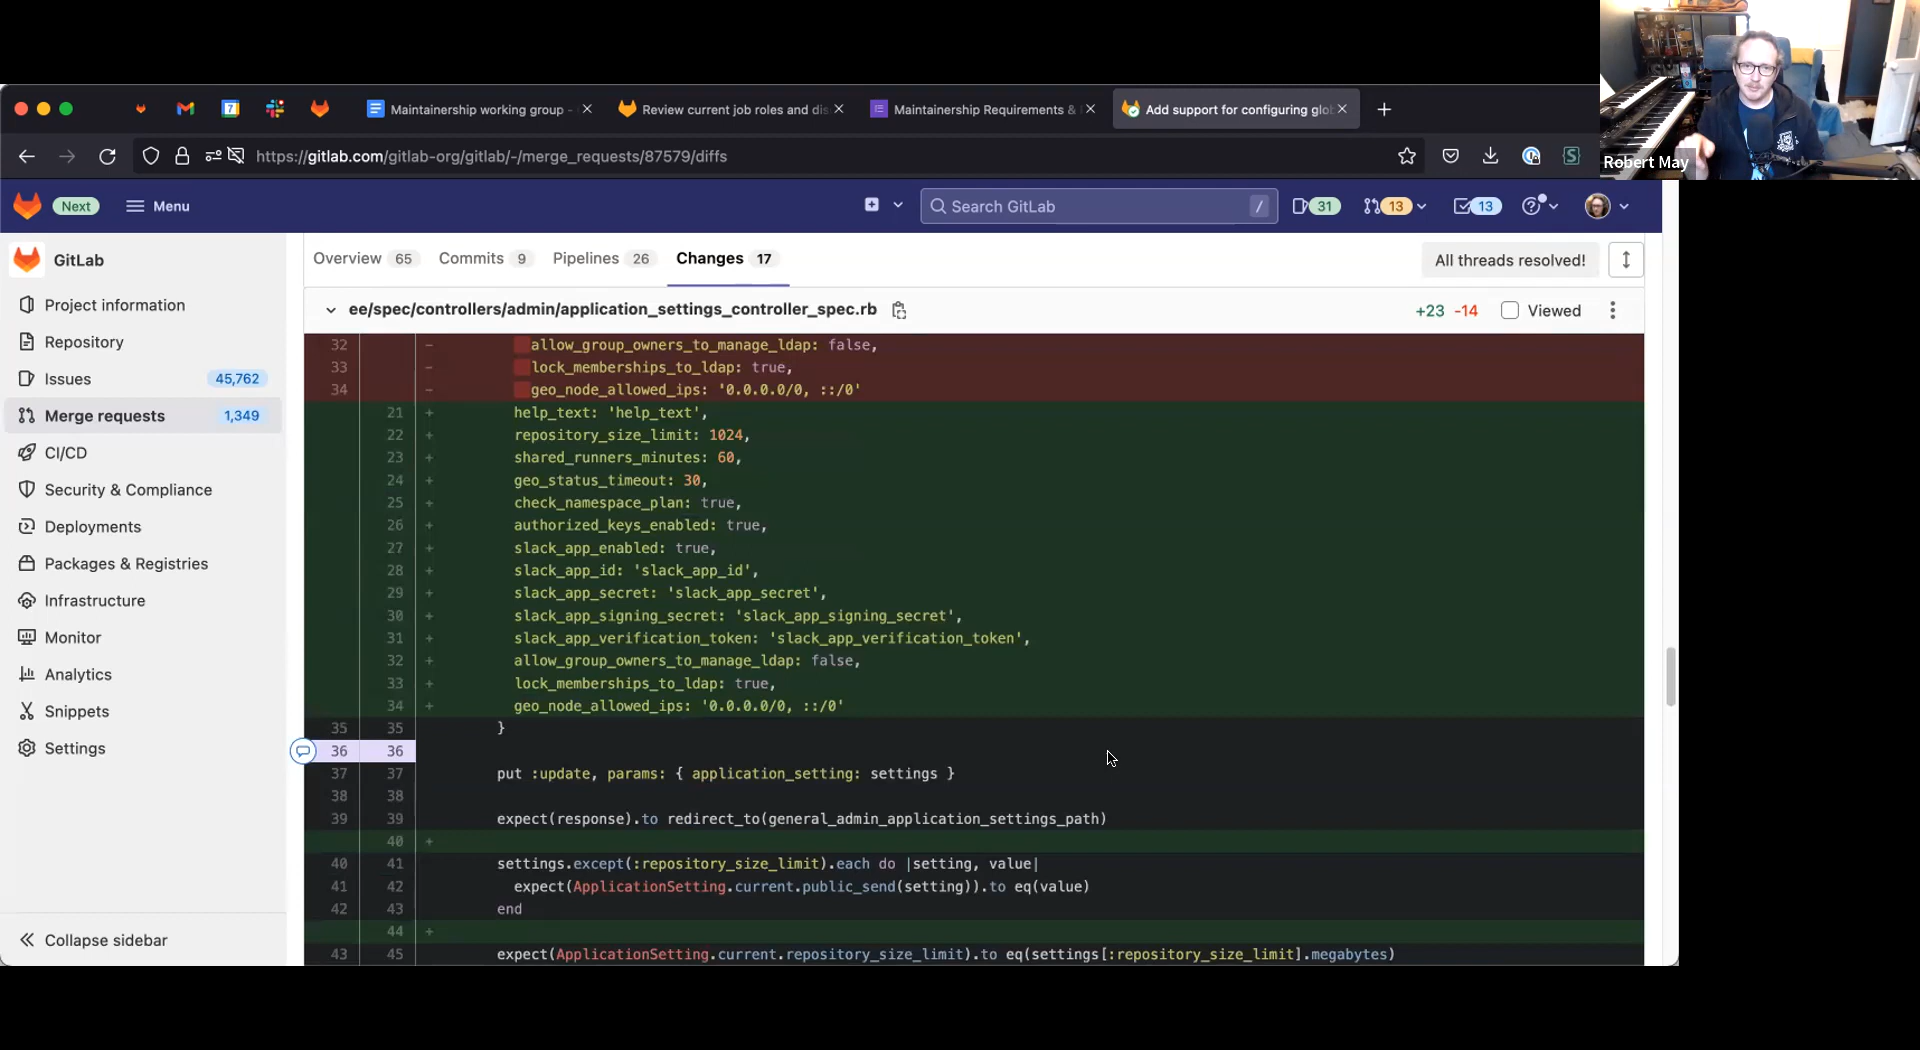 Maintainership working group -
Review current job roles and dis
Maintainership Requirements &
Add support for configuring glo
https://gitlab.com/gitlab-org/gitlab/-/merge_requests/87579/diffs
Robert May
Next
Menu
Search GitLab
/
31
13
13
GitLab
Project information
Repository
Issues
45,762
Merge requests
1,349
CI/CD
Security & Compliance
Deployments
Packages & Registries
Infrastructure
Monitor
Analytics
Snippets
Settings
Collapse sidebar
Overview 65
Commits 9
Pipelines 26
Changes 17
All threads resolved!
ee/spec/controllers/admin/application_settings_controller_spec.rb
+23 -14
Viewed
32 - allow_group_owners_to_manage_ldap: false,
33 - lock_memberships_to_ldap: true,
34 - geo_node_allowed_ips: '0.0.0.0/0, ::/0'
21 + help_text: 'help_text',
22 + repository_size_limit: 1024,
23 + shared_runners_minutes: 60,
24 + geo_status_timeout: 30,
25 + check_namespace_plan: true,
26 + authorized_keys_enabled: true,
27 + slack_app_enabled: true,
28 + slack_app_id: 'slack_app_id',
29 + slack_app_secret: 'slack_app_secret',
30 + slack_app_signing_secret: 'slack_app_signing_secret',
31 + slack_app_verification_token: 'slack_app_verification_token',
32 + allow_group_owners_to_manage_ldap: false,
33 + lock_memberships_to_ldap: true,
34 + geo_node_allowed_ips: '0.0.0.0/0, ::/0'
35 35 }
36 36
37 37 put :update, params: { application_setting: settings }
38 38
39 39 expect(response).to redirect_to(general_admin_application_settings_path)
40 +
40 41 settings.except(:repository_size_limit).each do |setting, value|
41 42 expect(ApplicationSetting.current.public_send(setting)).to eq(value)
42 43 end
44 +
43 45 expect(ApplicationSetting.current.repository_size_limit).to eq(settings[:repository_size_limit].megabytes)